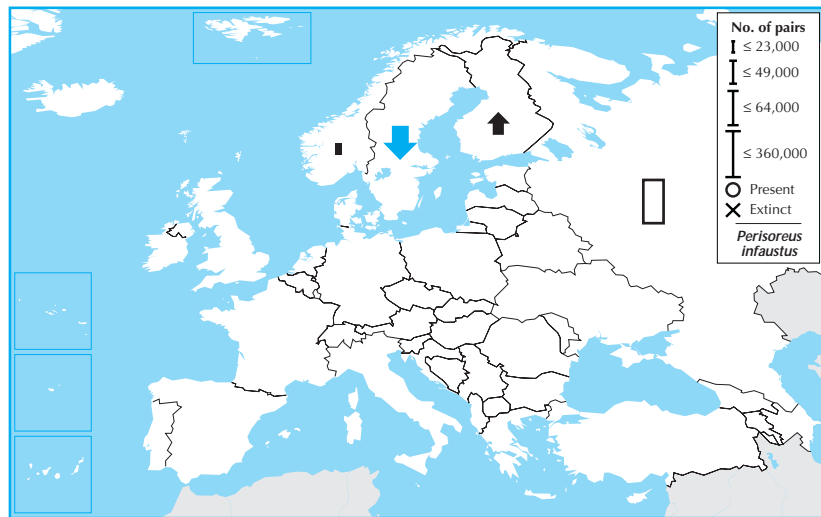 No. of pairs
≤ 23,000
≤ 49,000
≤ 64,000
≤ 360,000
Present
Extinct
Perisoreus
infaustus